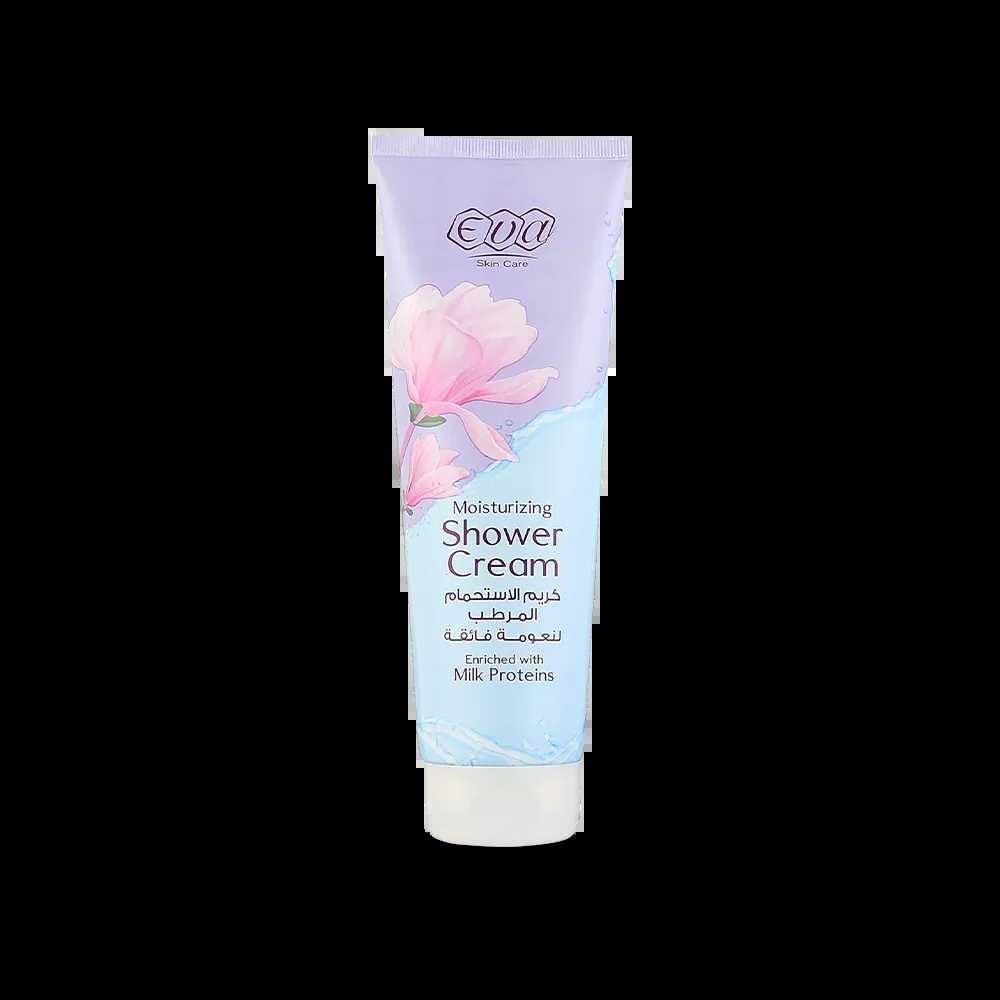 Eva
Skin Care
Moisturizing
Shower
Cream
كريم الاستحمام
المرطب
لنعومة فائقة
Enriched with
Milk Proteins